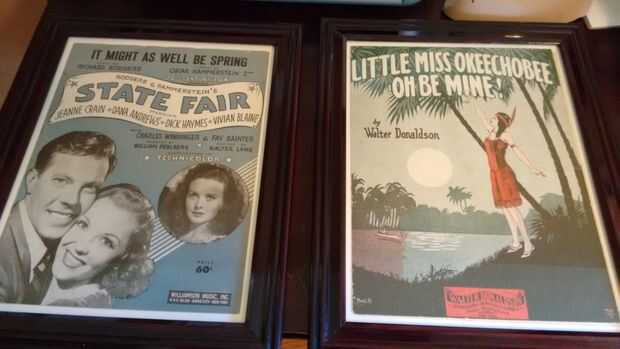 IT MIGHT AS WELL BE SPRING
RICHARD RODGERS
OSCAR HAMMERSTEIN 2nd
RODGERS & HAMMERSTEIN'S
STATE FAIR
JEANNE CRAIN • DANA ANDREWS • DICK HAYMES • VIVIAN BLAINE
CHARLES WINNINGER & FAY BAINTER
WILLIAM PERLBERG
WALTER LANG
TECHNICOLOR
PRICE
60¢
WILLIAMSON MUSIC, INC
LITTLE MISS OKEECHOBEE
OH BE MINE!
by
Walter Donaldson